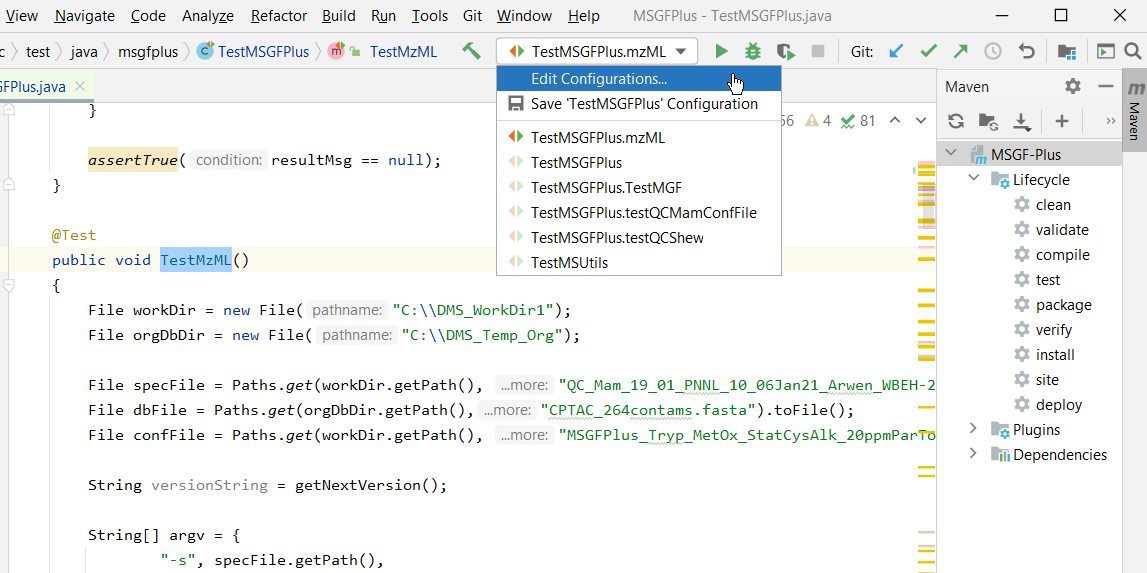 View Navigate Code Analyze Refactor Build Run Tools Git Window Help MSGFPlus - TestMSGFPlus.java
c test java msgfplus TestMSGFPlus TestMzML TestMSGFPlus.mzML Git:
GFPlus.java
Edit Configurations...
Save 'TestMSGFPlus' Configuration
TestMSGFPlus.mzML
TestMSGFPlus
TestMSGFPlus.TestMGF
TestMSGFPlus.testQCMamConfFile
TestMSGFPlus.testQCShew
TestMSUtils
56 4 81
}
assertTrue( condition: resultMsg == null);
}
@Test
public void TestMzML()
{
File workDir = new File( pathname: "C:\\DMS_WorkDir1");
File orgDbDir = new File( pathname: "C:\\DMS_Temp_Org");
File specFile = Paths.get(workDir.getPath(), ...more: "QC_Mam_19_01_PNNL_10_06Jan21_Arwen_WBEH-2
File dbFile = Paths.get(orgDbDir.getPath(), ...more: "CPTAC_264contams.fasta").toFile();
File confFile = Paths.get(workDir.getPath(), ...more: "MSGFPlus_Tryp_MetOx_StatCysAlk_20ppmParTo
String versionString = getNextVersion();
String[] argv = {
"-s", specFile.getPath(),
Maven
m
Maven
MSGF-Plus
Lifecycle
clean
validate
compile
test
package
verify
install
site
deploy
Plugins
Dependencies